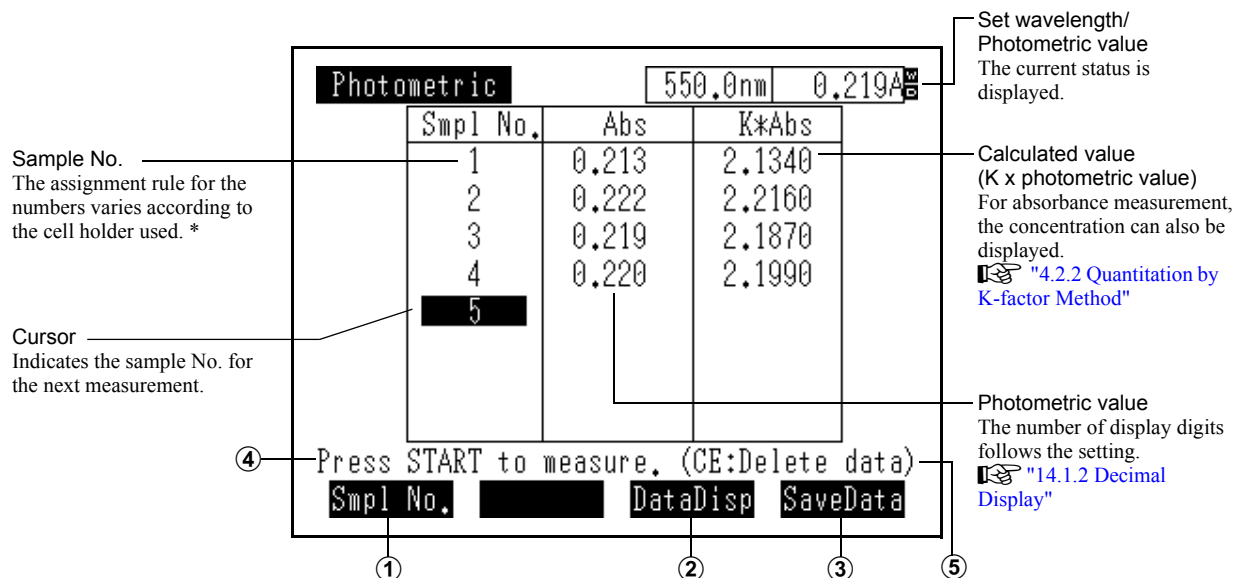 Set wavelength/
Photometric value
The current status is
displayed.
Photometric
550.0nm 0.219A WD
Smpl No. Abs K*Abs
1 0.213 2.1340
2 0.222 2.2160
3 0.219 2.1870
4 0.220 2.1990
5
Sample No.
The assignment rule for the
numbers varies according to
the cell holder used. *
Cursor
Indicates the sample No. for
the next measurement.
Calculated value
(K x photometric value)
For absorbance measurement,
the concentration can also be
displayed.
"4.2.2 Quantitation by
K-factor Method"
Photometric value
The number of display digits
follows the setting.
"14.1.2 Decimal
Display"
④ Press START to measure. (CE:Delete data)
Smpl No. DataDisp SaveData
① ② ③ ⑤